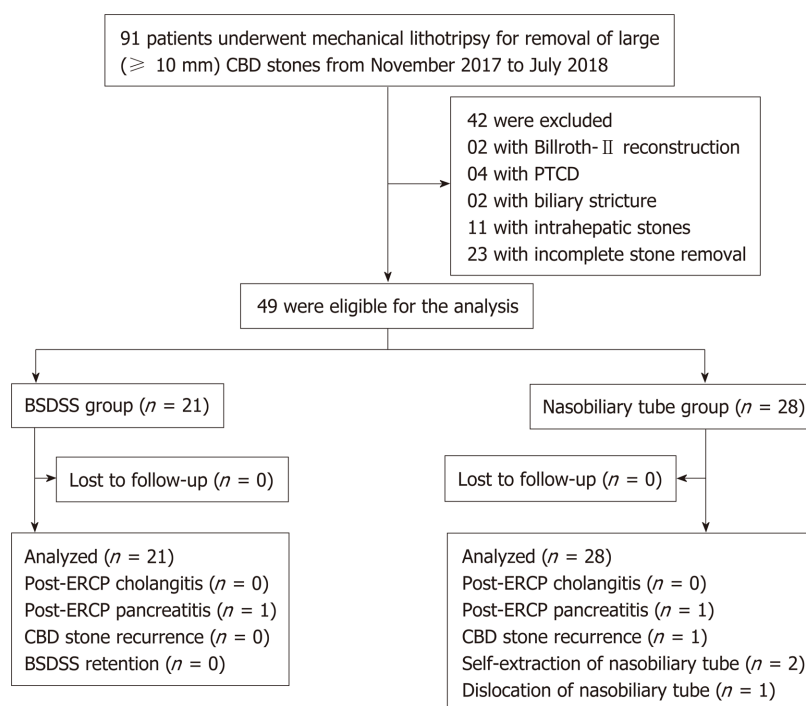 91 patients underwent mechanical lithotripsy for removal of large
(≥ 10 mm) CBD stones from November 2017 to July 2018
42 were excluded
02 with Billroth-Ⅱ reconstruction
04 with PTCD
02 with biliary stricture
11 with intrahepatic stones
23 with incomplete stone removal
49 were eligible for the analysis
BSDSS group (n = 21)
Nasobiliary tube group (n = 28)
Lost to follow-up (n = 0)
Lost to follow-up (n = 0)
Analyzed (n = 21)
Post-ERCP cholangitis (n = 0)
Post-ERCP pancreatitis (n = 1)
CBD stone recurrence (n = 0)
BSDSS retention (n = 0)
Analyzed (n = 28)
Post-ERCP cholangitis (n = 0)
Post-ERCP pancreatitis (n = 1)
CBD stone recurrence (n = 1)
Self-extraction of nasobiliary tube (n = 2)
Dislocation of nasobiliary tube (n = 1)